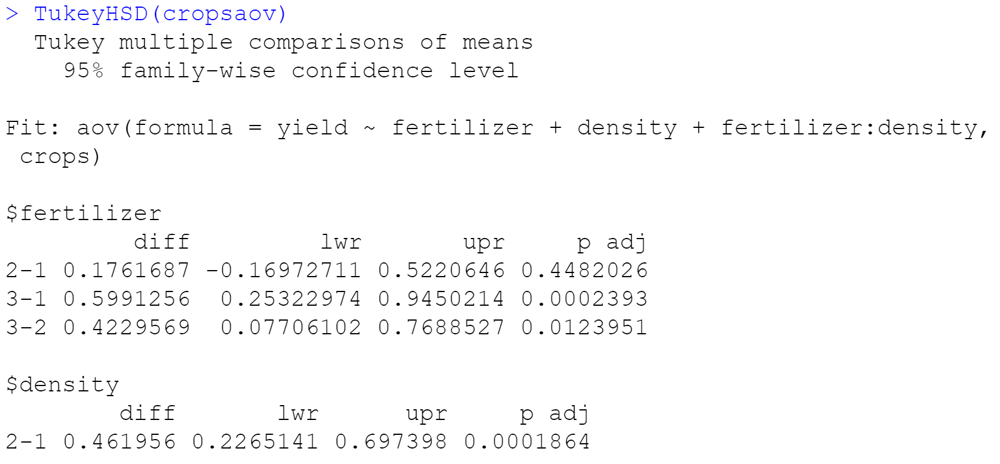 > TukeyHSD(cropsaov)
  Tukey multiple comparisons of means
    95% family-wise confidence level

Fit: aov(formula = yield ~ fertilizer + density + fertilizer:density,
 crops)

$fertilizer
         diff         lwr       upr     p adj
2-1 0.1761687 -0.16972711 0.5220646 0.4482026
3-1 0.5991256  0.25322974 0.9450214 0.0002393
3-2 0.4229569  0.07706102 0.7688527 0.0123951

$density
        diff       lwr      upr     p adj
2-1 0.461956 0.2265141 0.697398 0.0001864